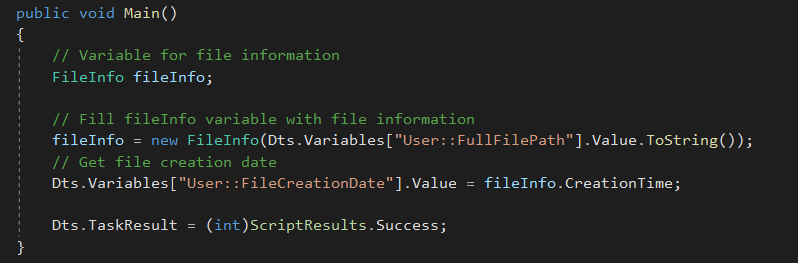 public void Main()
{
// Variable for file information
FileInfo fileInfo;
// Fill fileInfo variable with file information
fileInfo = new FileInfo(Dts.Variables["User::FullFilePath"].Value.ToString());
// Get file creation date
Dts.Variables["User::FileCreationDate"].Value = fileInfo.CreationTime;
Dts.TaskResult = (int)ScriptResults.Success;
}